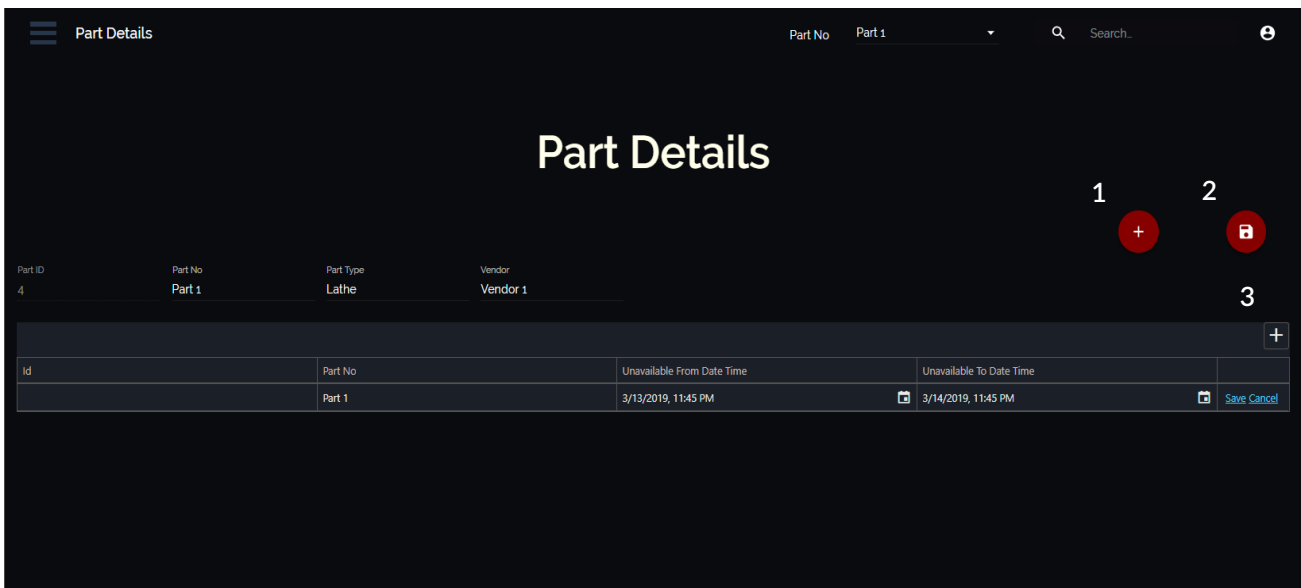 Part Details Part No Part 1 Search..
Part Details
1 2
+
Part ID Part No Part Type Vendor
4 Part 1 Lathe Vendor 1
3
+
Id Part No Unavailable From Date Time Unavailable To Date Time
Part 1 3/13/2019, 11:45 PM 3/14/2019, 11:45 PM Save Cancel